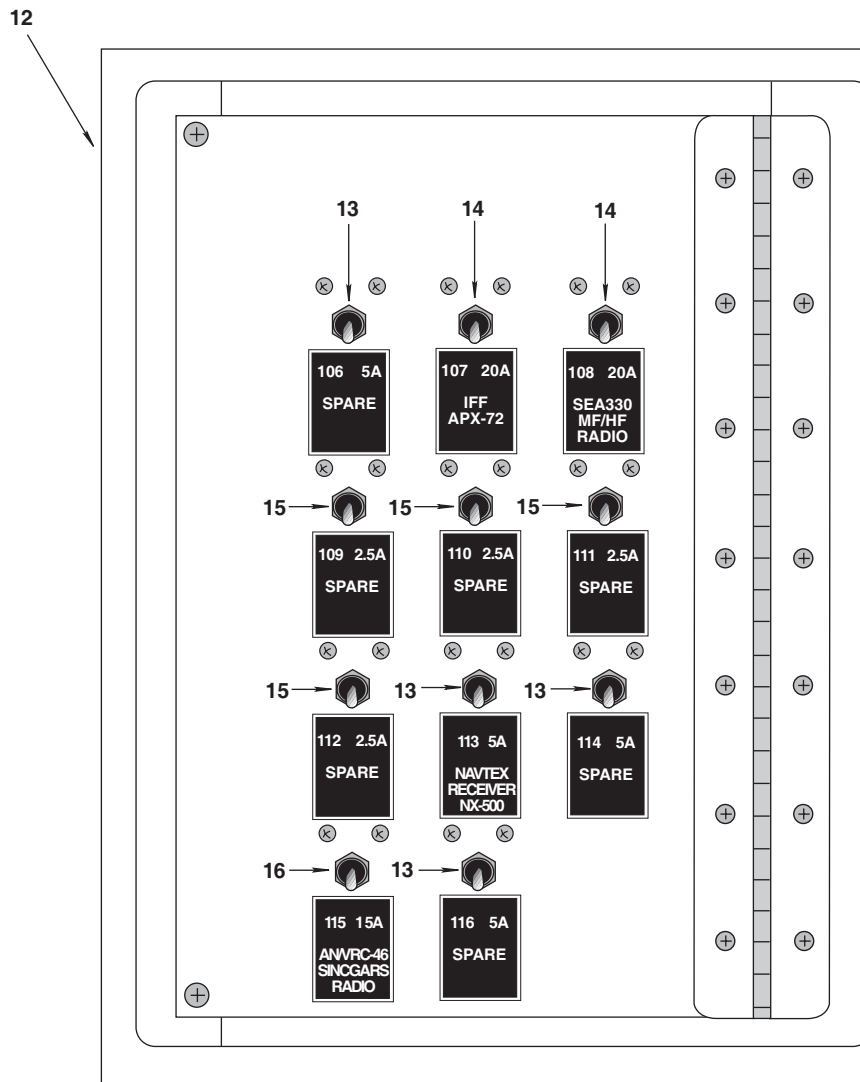 12
13
14
14
106 5A
SPARE
107 20A
IFF
APX-72
108 20A
SEA330
MF/HF
RADIO
15
15
15
109 2.5A
SPARE
110 2.5A
SPARE
111 2.5A
SPARE
15
13
13
112 2.5A
SPARE
113 5A
NAVTEX
RECEIVER
NX-500
114 5A
SPARE
16
13
115 15A
AN/VRC-46
SINCGARS
RADIO
116 5A
SPARE